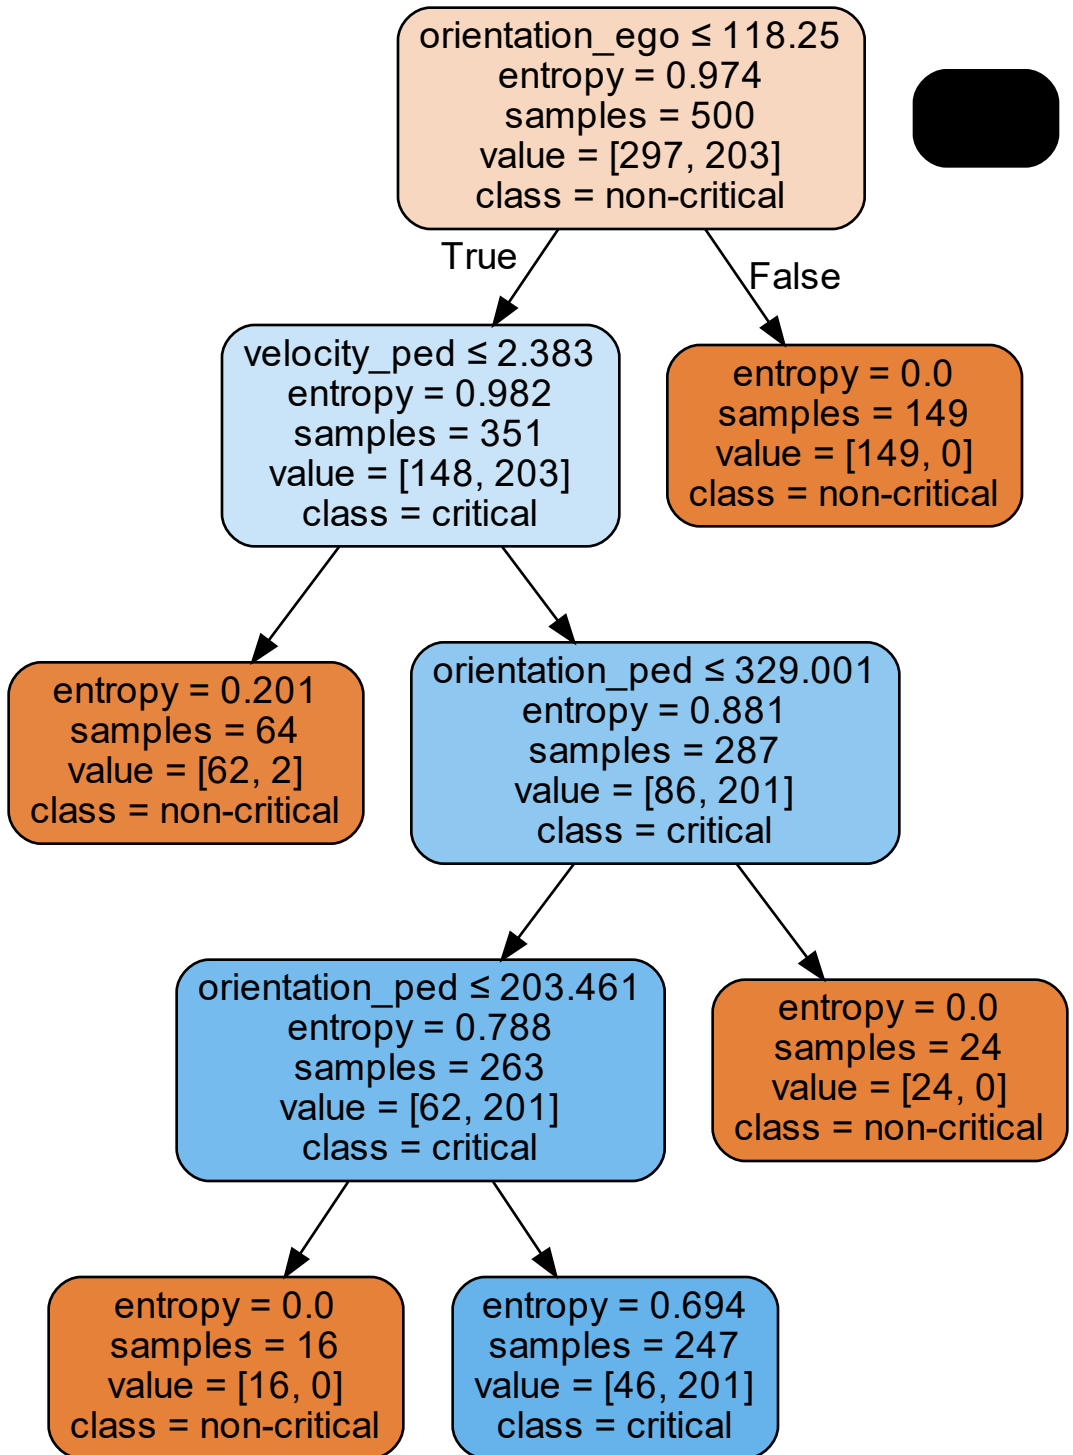 orientation_ego ≤ 118.25
entropy = 0.974
samples = 500
value = [297, 203]
class = non-critical
True
False
velocity_ped ≤ 2.383
entropy = 0.982
samples = 351
value = [148, 203]
class = critical
entropy = 0.0
samples = 149
value = [149, 0]
class = non-critical
entropy = 0.201
samples = 64
value = [62, 2]
class = non-critical
orientation_ped ≤ 329.001
entropy = 0.881
samples = 287
value = [86, 201]
class = critical
orientation_ped ≤ 203.461
entropy = 0.788
samples = 263
value = [62, 201]
class = critical
entropy = 0.0
samples = 24
value = [24, 0]
class = non-critical
entropy = 0.0
samples = 16
value = [16, 0]
class = non-critical
entropy = 0.694
samples = 247
value = [46, 201]
class = critical